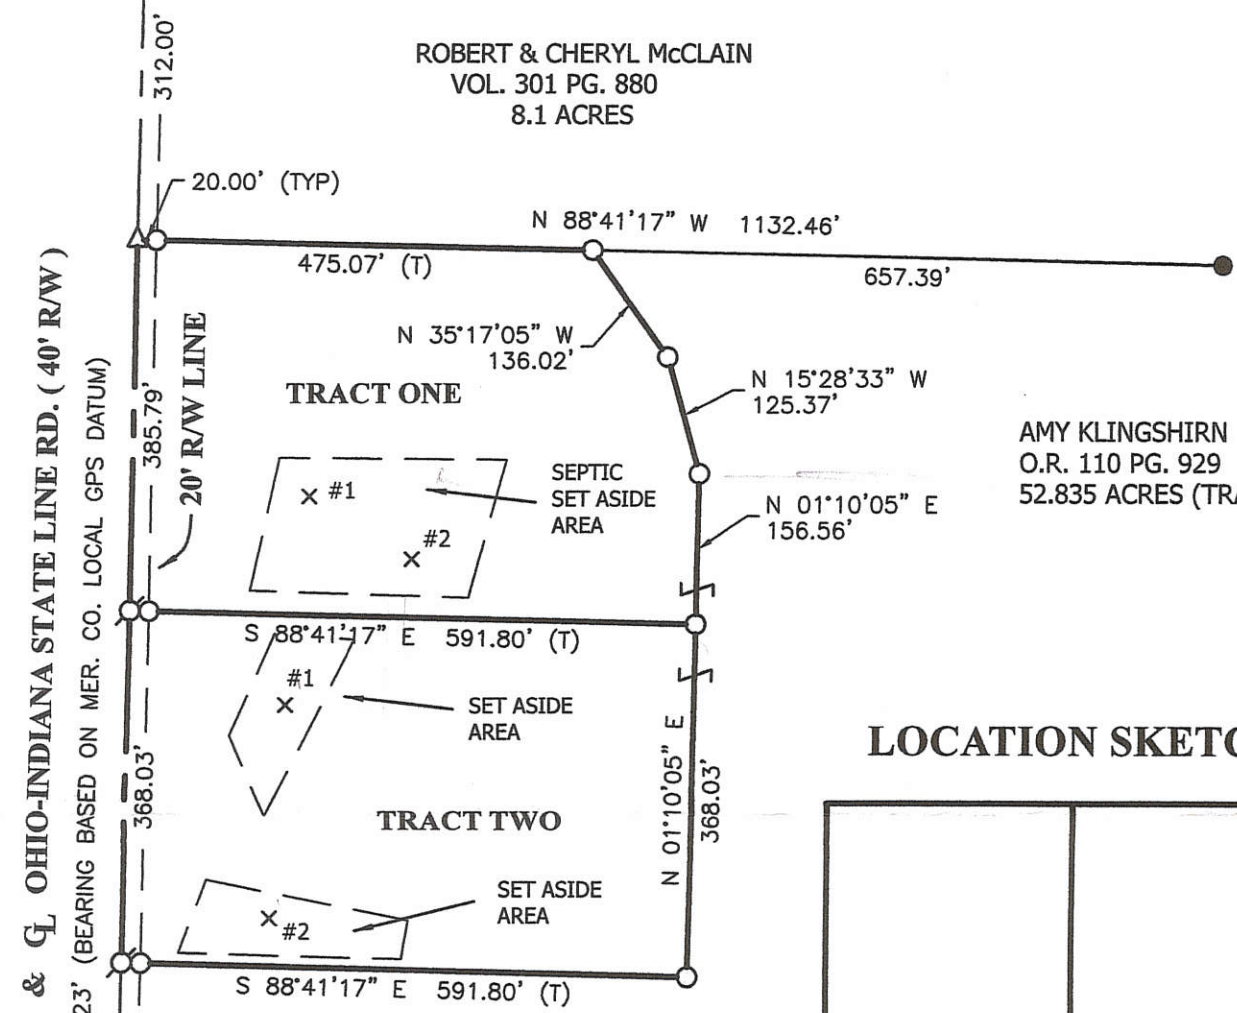 312.00'
ROBERT & CHERYL McCLAIN
VOL. 301 PG. 880
8.1 ACRES
20.00' (TYP)
N 88°41'17" W 1132.46'
475.07' (T)
657.39'
N 35°17'05" W
136.02'
N 15°28'33" W
125.37'
TRACT ONE
385.79'
20' R/W LINE
AMY KLINGSHIRN
O.R. 110 PG. 929
52.835 ACRES (TRA
SEPTIC
SET ASIDE
AREA
#1
#2
N 01°10'05" E
156.56'
S 88°41'17" E 591.80' (T)
#1
SET ASIDE
AREA
& ℄ OHIO-INDIANA STATE LINE RD. ( 40' R/W )
23' (BEARING BASED ON MER. CO. LOCAL GPS DATUM)
368.03'
N 01°10'05" E
368.03'
TRACT TWO
LOCATION SKETC
SET ASIDE
AREA
#2
S 88°41'17" E 591.80' (T)